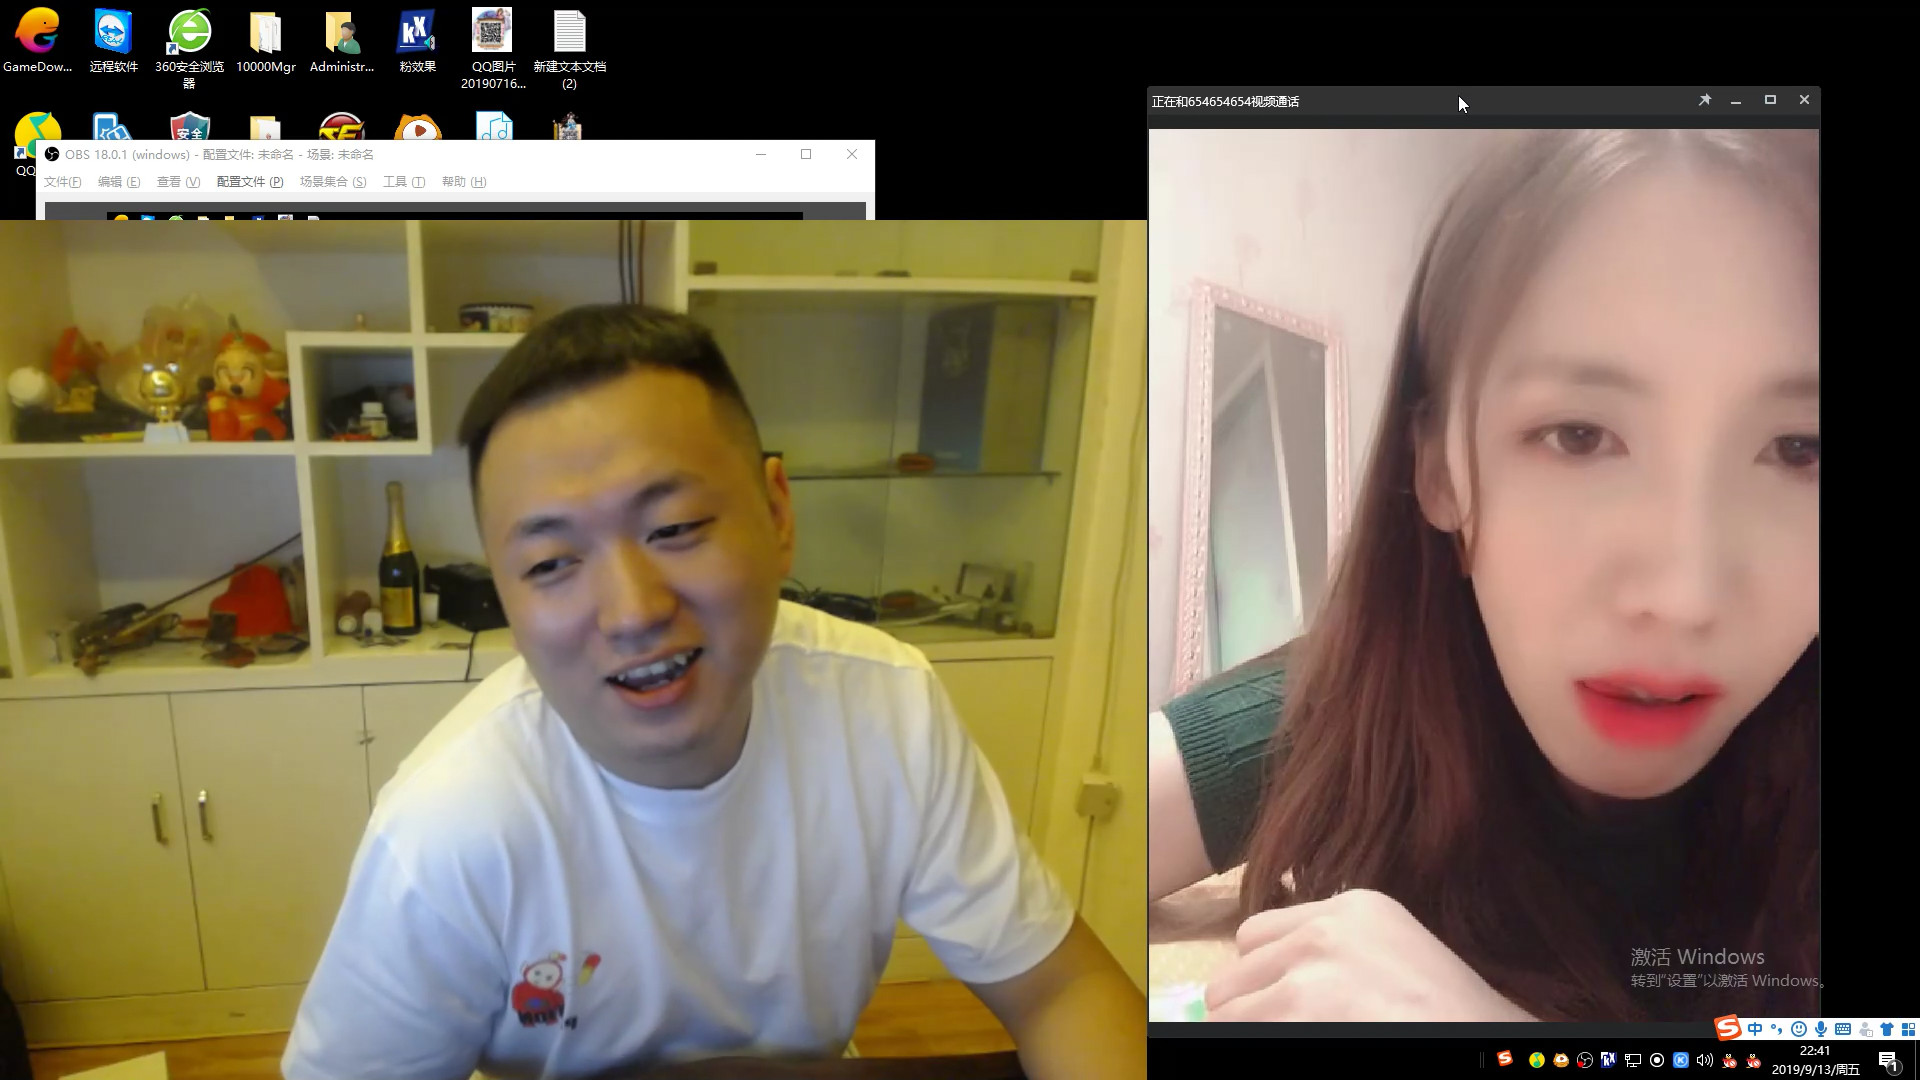 GameDow...
远程软件
360安全浏览器
10000Mgr
Administr...
粉效果
QQ图片20190716...
新建文本文档(2)
安全
QQ
OBS 18.0.1 (windows) - 配置文件: 未命名 - 场景: 未命名
文件(F) 编辑 (E) 查看 (V) 配置文件 (P) 场景集合 (S) 工具 (T) 帮助 (H)
正在和654654654视频通话
激活 Windows
转到"设置"以激活 Windows。
中
22:41
2019/9/13/周五
1